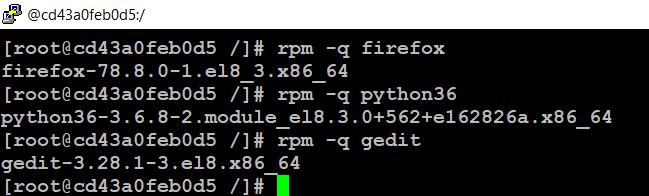 @cd43a0feb0d5:/
[root@cd43a0feb0d5 /]# rpm -q firefox
firefox-78.8.0-1.el8_3.x86_64
[root@cd43a0feb0d5 /]# rpm -q python36
python36-3.6.8-2.module_el8.3.0+562+e162826a.x86_64
[root@cd43a0feb0d5 /]# rpm -q gedit
gedit-3.28.1-3.el8.x86_64
[root@cd43a0feb0d5 /]#